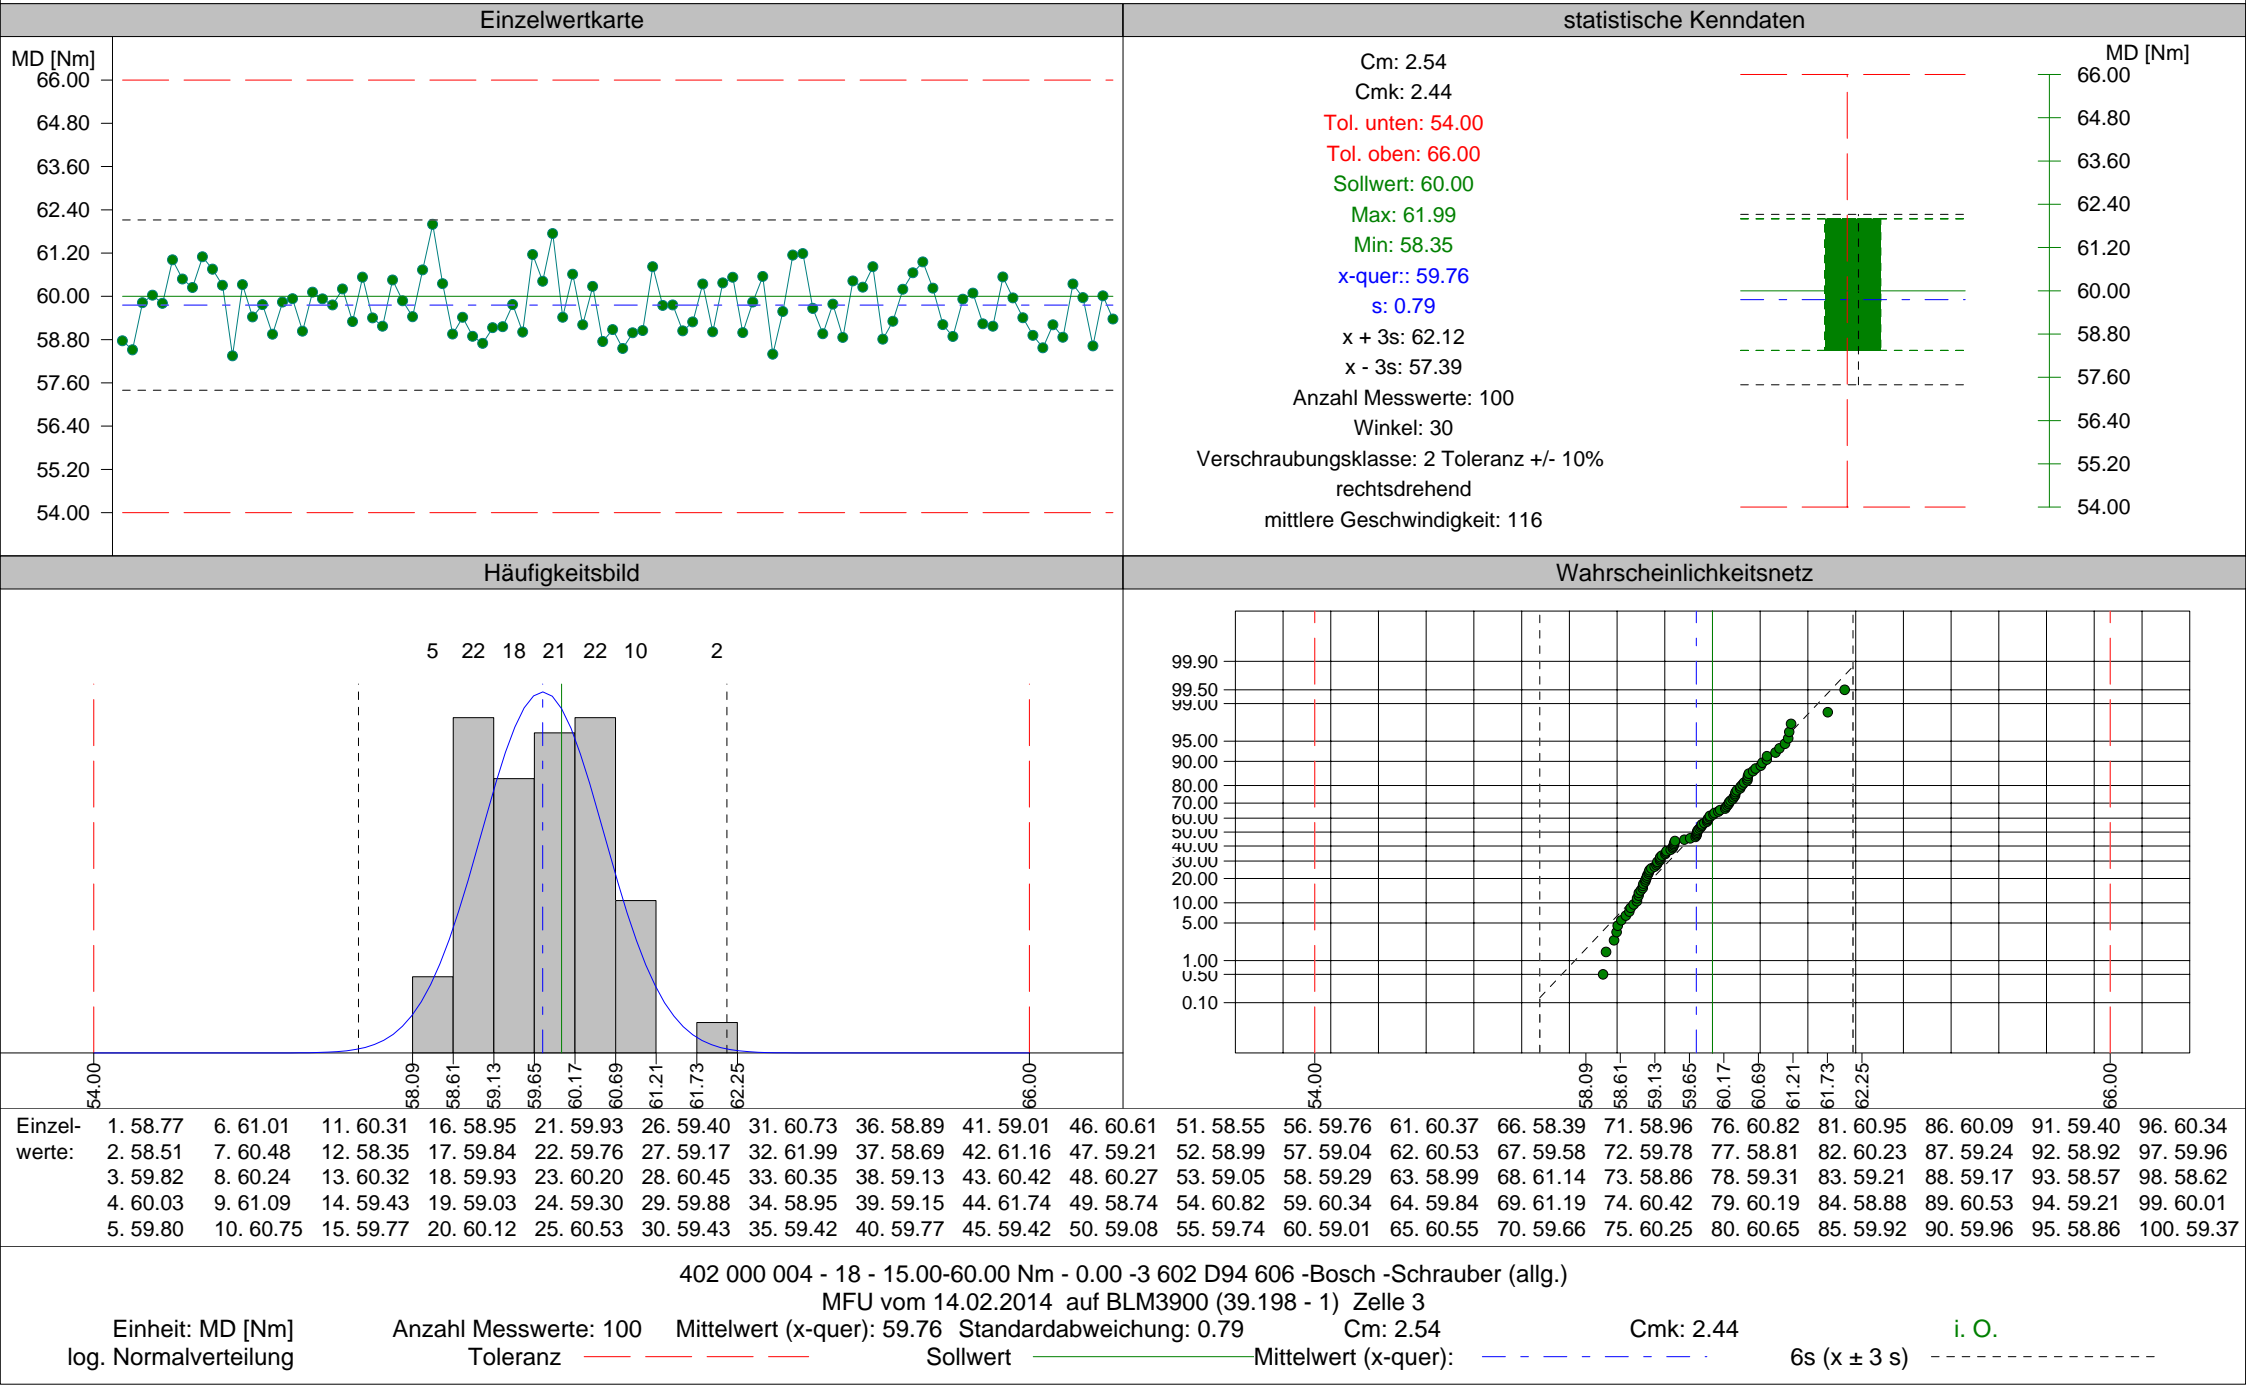 Einzelwertkarte
MD [Nm]
66.00
64.80
63.60
62.40
61.20
60.00
58.80
57.60
56.40
55.20
54.00
statistische Kenndaten
Cm: 2.54
Cmk: 2.44
Tol. unten: 54.00
Tol. oben: 66.00
Sollwert: 60.00
Max: 61.99
Min: 58.35
x-quer:: 59.76
s: 0.79
x + 3s: 62.12
x - 3s: 57.39
Anzahl Messwerte: 100
Winkel: 30
Verschraubungsklasse: 2 Toleranz +/- 10%
rechtsdrehend
mittlere Geschwindigkeit: 116
MD [Nm]
66.00
64.80
63.60
62.40
61.20
60.00
58.80
57.60
56.40
55.20
54.00
Häufigkeitsbild
5 22 18 21 22 10 2
54.00 58.09 58.61 59.13 59.65 60.17 60.69 61.21 61.73 62.25 66.00
Wahrscheinlichkeitsnetz
99.90
99.50
99.00
95.00
90.00
80.00
70.00
60.00
50.00
40.00
30.00
20.00
10.00
5.00
1.00
0.50
0.10
54.00 58.09 58.61 59.13 59.65 60.17 60.69 61.21 61.73 62.25 66.00
Einzel- 1. 58.77 6. 61.01 11. 60.31 16. 58.95 21. 59.93 26. 59.40 31. 60.73 36. 58.89 41. 59.01 46. 60.61 51. 58.55 56. 59.76 61. 60.37 66. 58.39 71. 58.96 76. 60.82 81. 60.95 86. 60.09 91. 59.40 96. 60.34
werte: 2. 58.51 7. 60.48 12. 58.35 17. 59.84 22. 59.76 27. 59.17 32. 61.99 37. 58.69 42. 61.16 47. 59.21 52. 58.99 57. 59.04 62. 60.53 67. 59.58 72. 59.78 77. 58.81 82. 60.23 87. 59.24 92. 58.92 97. 59.96
3. 59.82 8. 60.24 13. 60.32 18. 59.93 23. 60.20 28. 60.45 33. 60.35 38. 59.13 43. 60.42 48. 60.27 53. 59.05 58. 59.29 63. 58.99 68. 61.14 73. 58.86 78. 59.31 83. 59.21 88. 59.17 93. 58.57 98. 58.62
4. 60.03 9. 61.09 14. 59.43 19. 59.03 24. 59.30 29. 59.88 34. 58.95 39. 59.15 44. 61.74 49. 58.74 54. 60.82 59. 60.34 64. 59.84 69. 61.19 74. 60.42 79. 60.19 84. 58.88 89. 60.53 94. 59.21 99. 60.01
5. 59.80 10. 60.75 15. 59.77 20. 60.12 25. 60.53 30. 59.43 35. 59.42 40. 59.77 45. 59.42 50. 59.08 55. 59.74 60. 59.01 65. 60.55 70. 59.66 75. 60.25 80. 60.65 85. 59.92 90. 59.96 95. 58.86 100. 59.37
402 000 004 - 18 - 15.00-60.00 Nm - 0.00 -3 602 D94 606 -Bosch -Schrauber (allg.)
MFU vom 14.02.2014 auf BLM3900 (39.198 - 1) Zelle 3
Einheit: MD [Nm] Anzahl Messwerte: 100 Mittelwert (x-quer): 59.76 Standardabweichung: 0.79 Cm: 2.54 Cmk: 2.44 i. O.
log. Normalverteilung Toleranz Sollwert Mittelwert (x-quer): 6s (x ± 3 s)